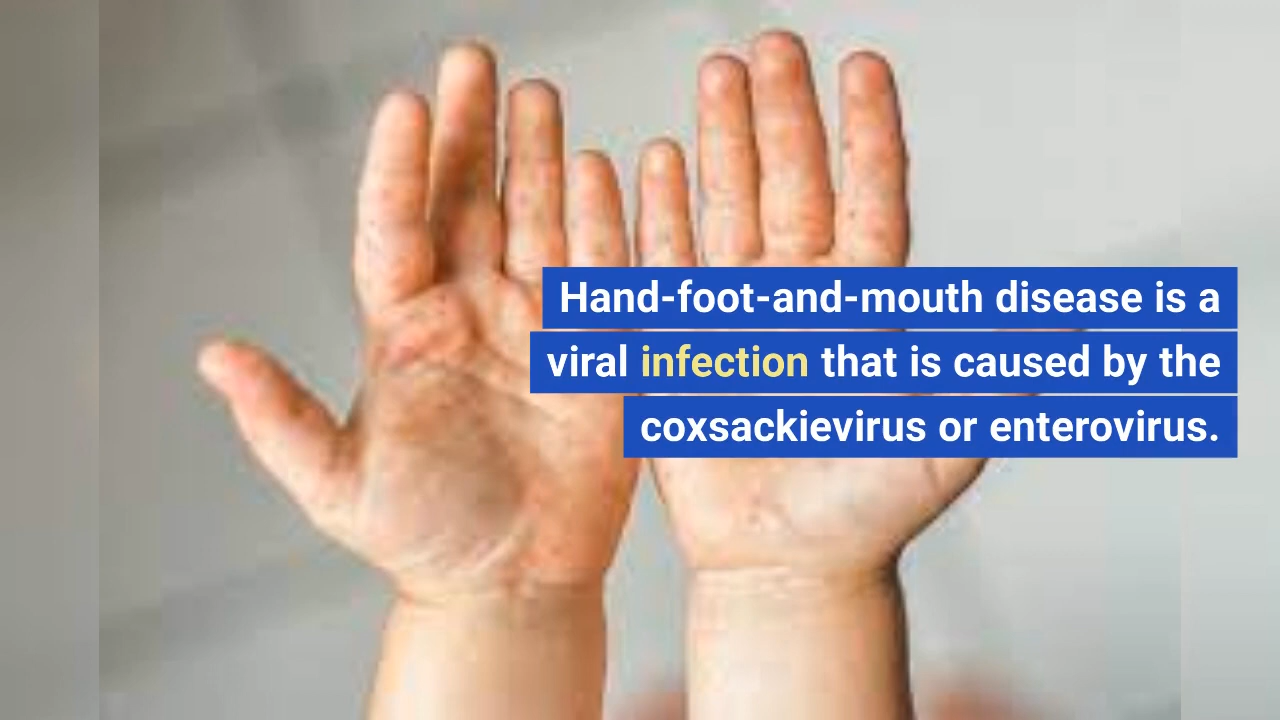 Hand-foot-and-mouth disease is a
viral infection that is caused by the
coxsackievirus or enterovirus.